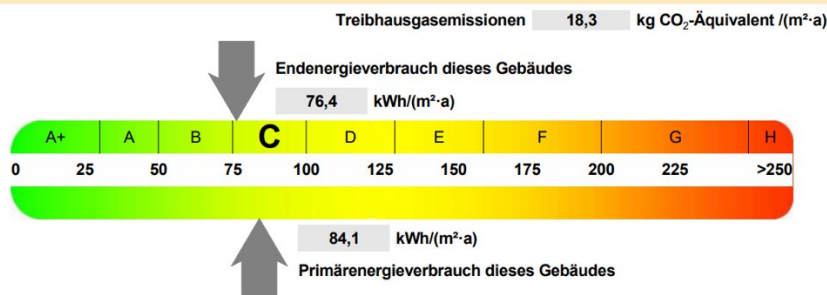 Treibhausgasemissionen 18,3 kg CO₂-Äquivalent /(m²·a)
Endenergieverbrauch dieses Gebäudes
76,4 kWh/(m²·a)
A+ A B C D E F G H
0 25 50 75 100 125 150 175 200 225 >250
84,1 kWh/(m²·a)
Primärenergieverbrauch dieses Gebäudes